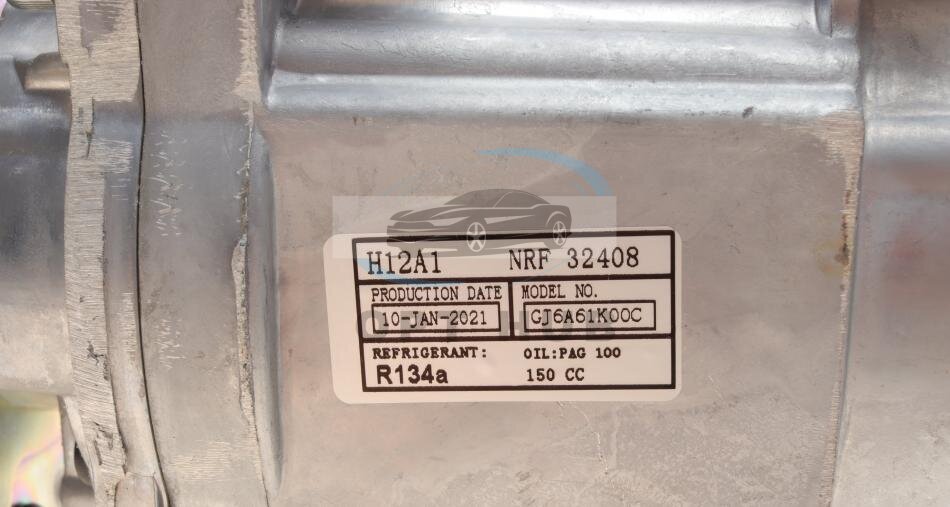 H12A1 NRF 32408
PRODUCTION DATE MODEL NO.
10-JAN-2021 GJ6A61K00C
REFRIGERANT: OIL:PAG 100
R134a 150 CC